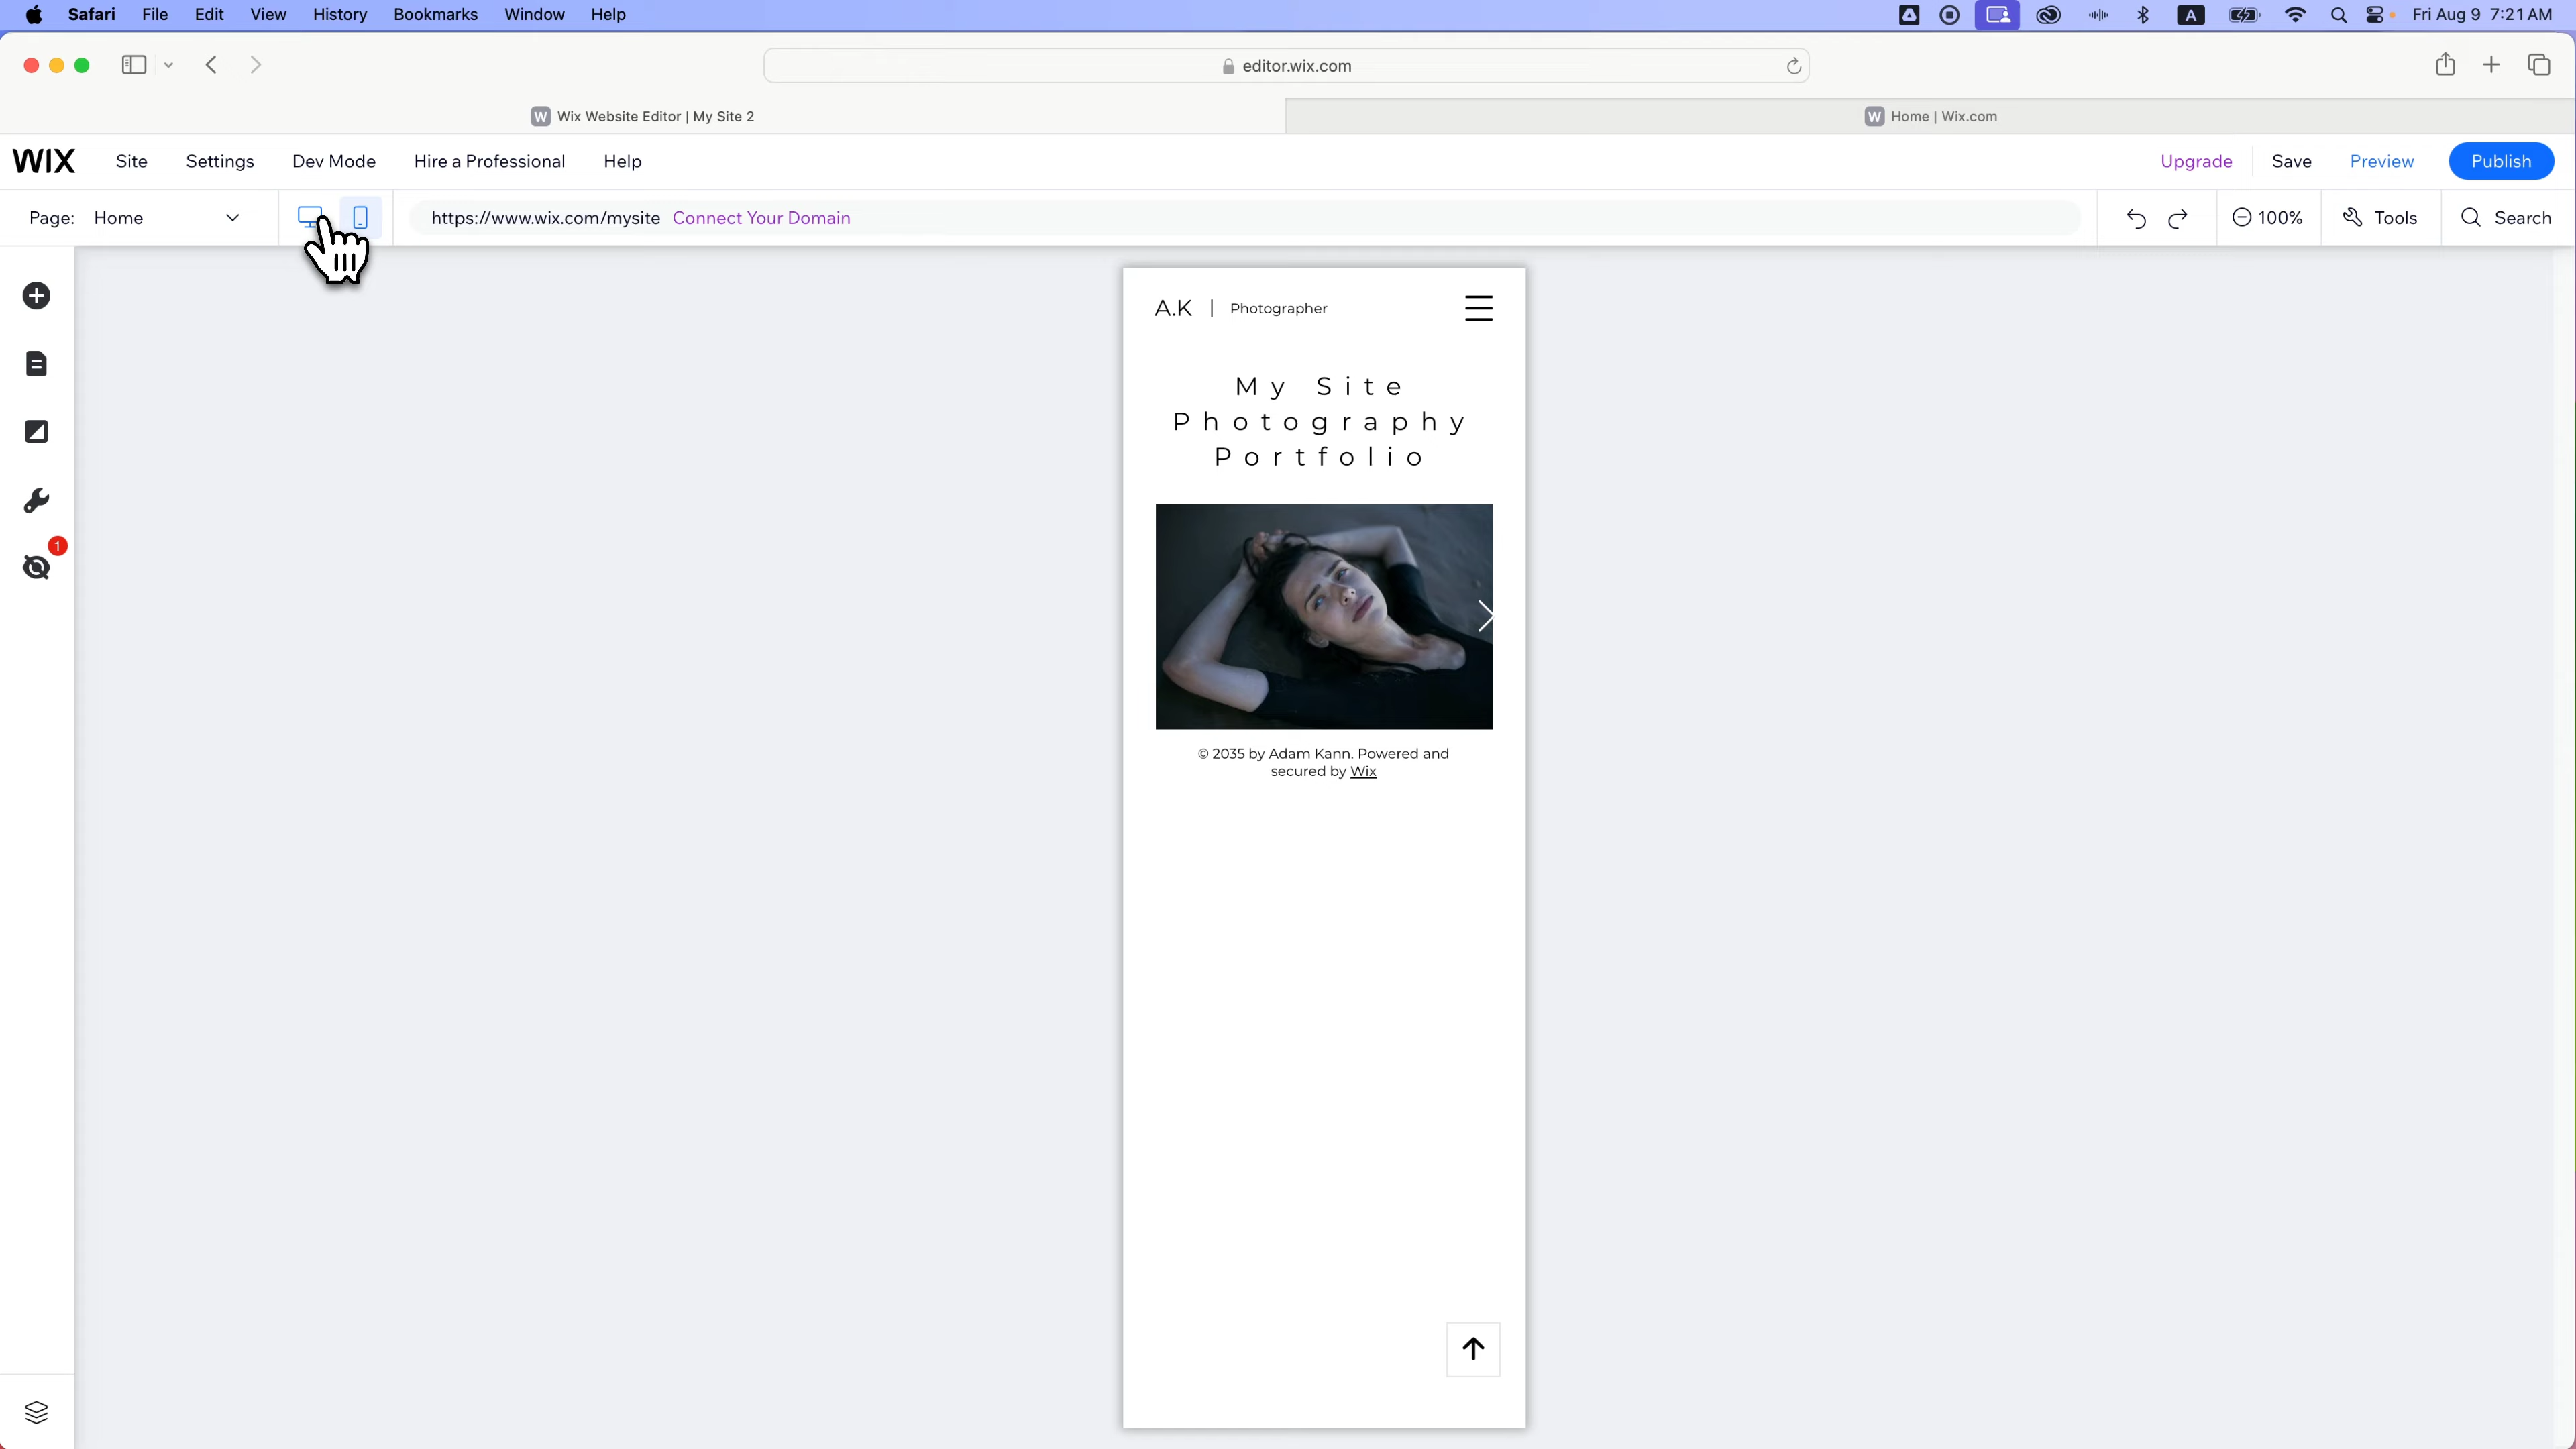 Safari File Edit View History Bookmarks Window Help A Fri Aug 9 7:21 AM
editor.wix.com
W Wix Website Editor | My Site 2
W Home | Wix.com
WIX Site Settings Dev Mode Hire a Professional Help Upgrade Save Preview Publish
Page: Home https://www.wix.com/mysite Connect Your Domain 100% Tools Search
1
A.K | Photographer
My Site
Photography
Portfolio
© 2035 by Adam Kann. Powered and
secured by Wix